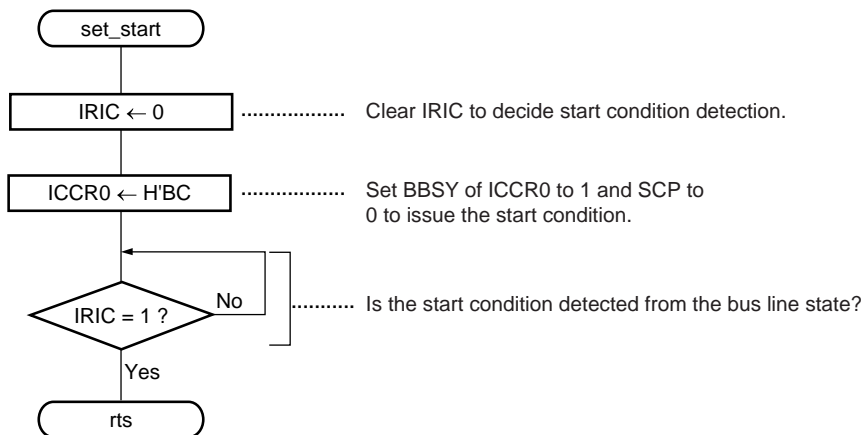 set_start
IRIC ← 0 .................. Clear IRIC to decide start condition detection.
ICCR0 ← H'BC .................. Set BBSY of ICCR0 to 1 and SCP to
0 to issue the start condition.
No
IRIC = 1 ? ........... Is the start condition detected from the bus line state?
Yes
rts